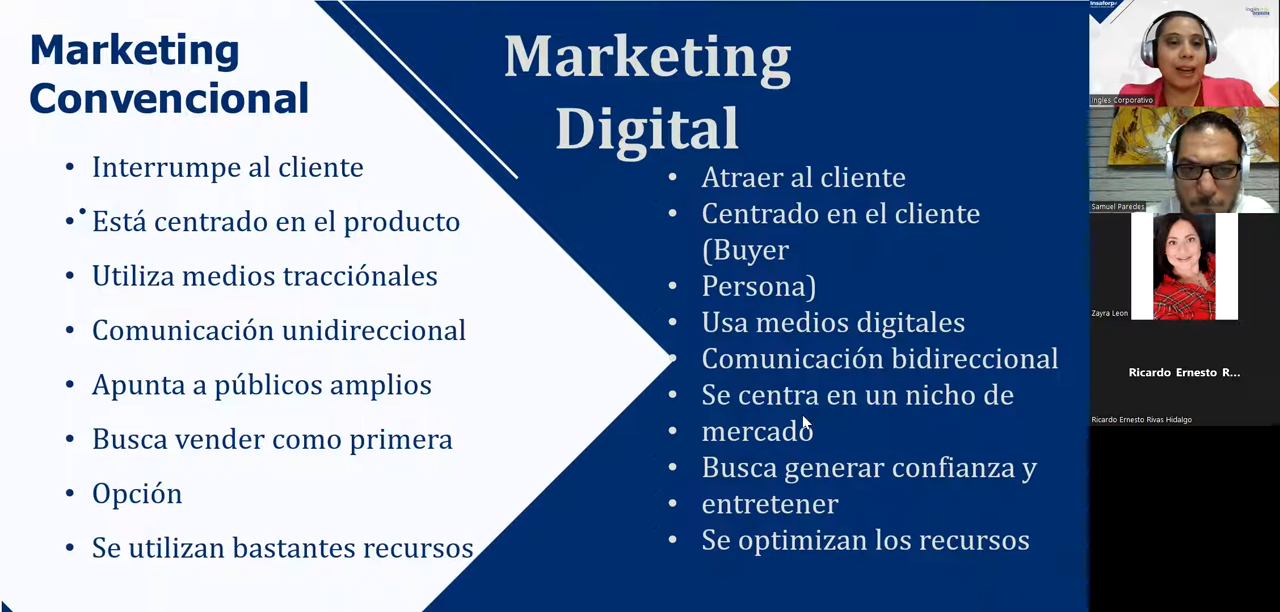 Marketing
Convencional
• Interrumpe al cliente
• Está centrado en el producto
• Utiliza medios tracciónales
• Comunicación unidireccional
• Apunta a públicos amplios
• Busca vender como primera
• Opción
• Se utilizan bastantes recursos
Marketing
Digital
• Atraer al cliente
• Centrado en el cliente
(Buyer
• Persona)
• Usa medios digitales
• Comunicación bidireccional
• Se centra en un nicho de
• mercado
• Busca generar confianza y
• entretener
• Se optimizan los recursos
Insaforp
Ingles Corporativo
Samuel Paredes
Zayra Leon
Ricardo Ernesto R...
Ricardo Ernesto Rivas Hidalgo